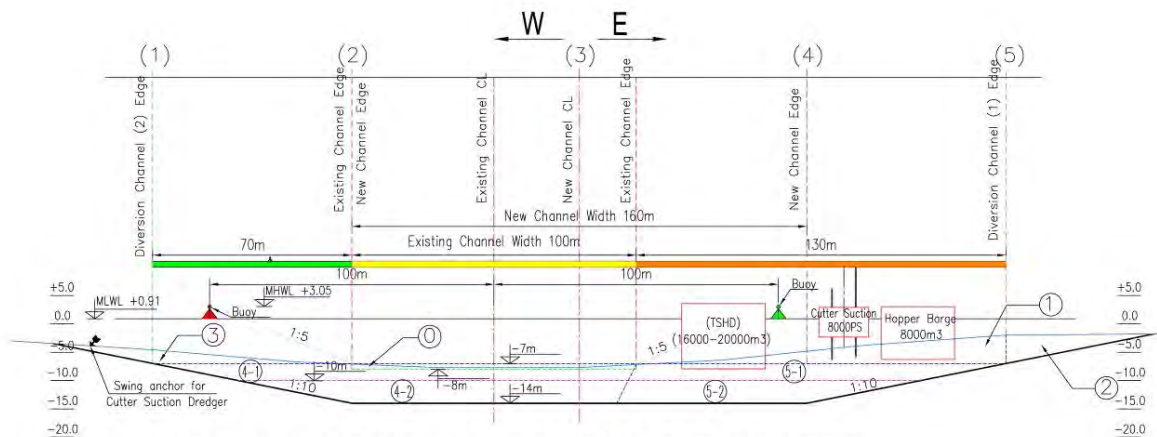 W E
(1) (2) (3) (4) (5)
Diversion Channel (2) Edge
Existing Channel Edge
New Channel Edge
Existing Channel CL
New Channel CL
Existing Channel Edge
New Channel Edge
Diversion Channel (1) Edge
New Channel Width 160m
70m Existing Channel Width 100m 130m
100m 100m
+5.0 MHWL +3.05 Buoy +5.0
MLWL +0.91 Buoy
0.0 0.0
(TSHD)
(16000-20000m3)
Cutter Suction
8000PS
Hopper Barge
8000m3
1
3 1:5 0 1:5
-5.0 -7m -5.0
4-1 -10m 5-1 2
-10.0 1:10 -8m 1:10 -10.0
4-2 -14m 5-2
Swing anchor for
Cutter Suction Dredger
-15.0 -15.0
-20.0 -20.0